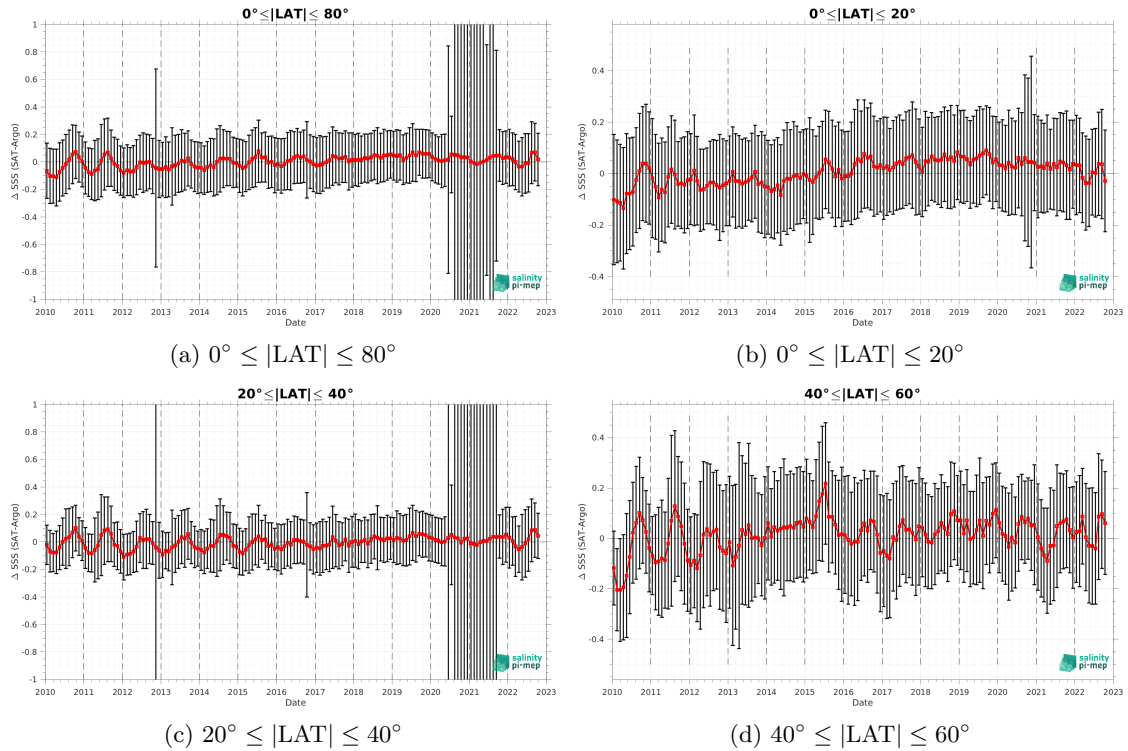 0°≤|LAT|≤ 80°
Δ SSS (SAT-Argo)
1
0.8
0.6
0.4
0.2
0
-0.2
-0.4
-0.6
-0.8
-1
2010 2011 2012 2013 2014 2015 2016 2017 2018 2019 2020 2021 2022 2023
Date
salinity
pi-mep
(a) 0° ≤ |LAT| ≤ 80°
0°≤|LAT|≤ 20°
Δ SSS (SAT-Argo)
0.4
0.2
0
-0.2
-0.4
2010 2011 2012 2013 2014 2015 2016 2017 2018 2019 2020 2021 2022 2023
Date
salinity
pi-mep
(b) 0° ≤ |LAT| ≤ 20°
20°≤|LAT|≤ 40°
Δ SSS (SAT-Argo)
1
0.8
0.6
0.4
0.2
0
-0.2
-0.4
-0.6
-0.8
-1
2010 2011 2012 2013 2014 2015 2016 2017 2018 2019 2020 2021 2022 2023
Date
salinity
pi-mep
(c) 20° ≤ |LAT| ≤ 40°
40°≤|LAT|≤ 60°
Δ SSS (SAT-Argo)
0.4
0.2
0
-0.2
-0.4
2010 2011 2012 2013 2014 2015 2016 2017 2018 2019 2020 2021 2022 2023
Date
salinity
pi-mep
(d) 40° ≤ |LAT| ≤ 60°